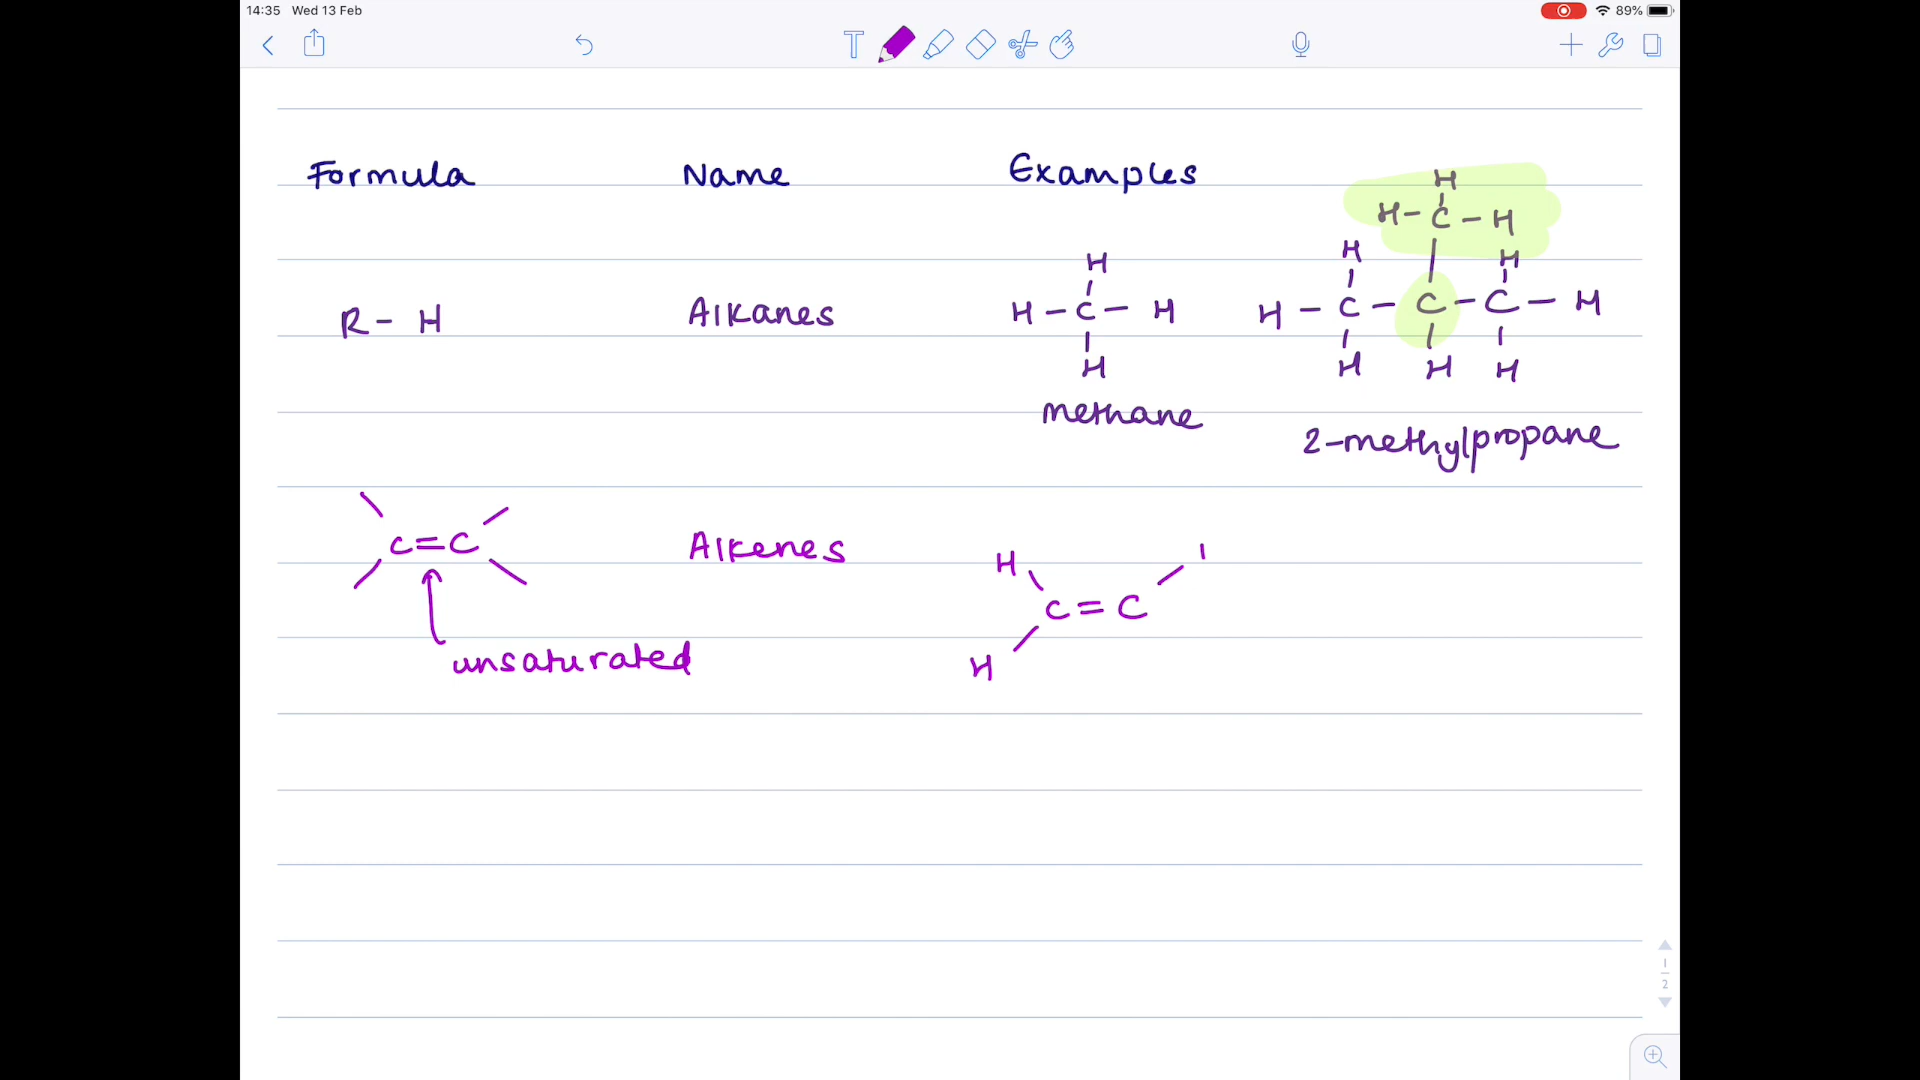 14:35 Wed 13 Feb
89%
T
Formula Name Examples
H
H - C - H
H H H
R - H Alkanes H - C - H H - C - C - C - H
H H H H
methane 2-methylpropane
C = C Alkenes H
C = C
unsaturated H
1
2